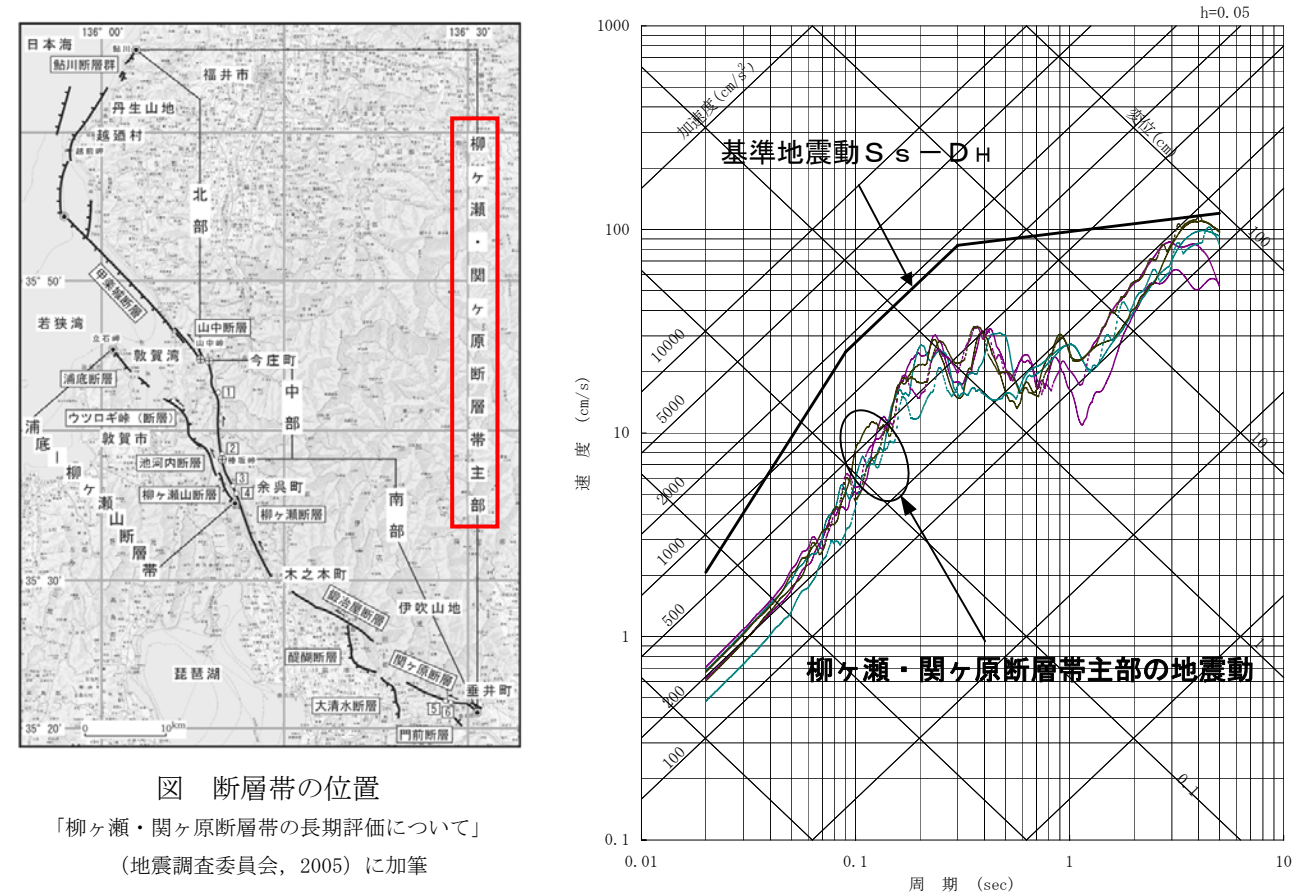 136° 00′
136° 30′
日本海
鮎川
鮎川断層群
福井市
丹生山地
越廼村
越前岬
北部
柳ヶ瀬・関ヶ原断層帯主部
甲楽城断層
35° 50′
若狭湾
立石岬
敦賀湾
山中断層
山中峠
今庄町
浦底断層
中部
1
ウツロギ峠（断層）
敦賀市
浦底―柳ヶ瀬山断層帯
2
椿坂峠
池河内断層
3
4
余呉町
柳ヶ瀬山断層
柳ヶ瀬断層
南部
35° 30′
木之本町
鍛冶屋断層
伊吹山地
醍醐断層
関ヶ原断層
琵琶湖
垂井町
大清水断層
5
6
門前断層
35° 20′
0
10km
図　断層帯の位置
「柳ヶ瀬・関ヶ原断層帯の長期評価について」
（地震調査委員会，2005）に加筆
h=0.05
1000
100
10
1
0.1
加速度(cm/s²)
変位(cm)
基準地震動Ｓｓ－ＤＨ
10000
5000
2000
1000
500
200
100
100
10
1
0.1
柳ヶ瀬・関ヶ原断層帯主部の地震動
速　度　(cm/s)
0.01
0.1
1
10
周　期　(sec)